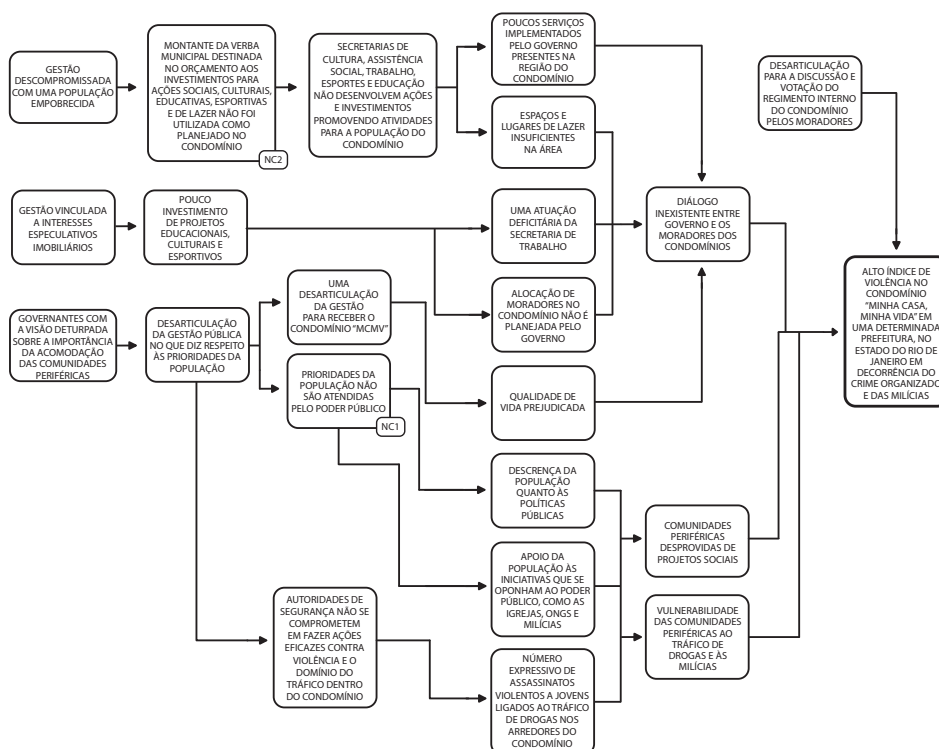 GESTÃO
DESCOMPROMISSADA
COM UMA POPULAÇÃO
EMPOBRECIDA
MONTANTE DA VERBA
MUNICIPAL DESTINADA
NO ORÇAMENTO AOS
INVESTIMENTOS PARA
AÇÕES SOCIAIS, CULTURAIS,
EDUCATIVAS, ESPORTIVAS
E DE LAZER NÃO FOI
UTILIZADA COMO
PLANEJADO NO
CONDOMÍNIO
NC2
SECRETARIAS DE
CULTURA, ASSISTÊNCIA
SOCIAL, TRABALHO,
ESPORTES E EDUCAÇÃO
NÃO DESENVOLVEM AÇÕES
E INVESTIMENTOS
PROMOVENDO ATIVIDADES
PARA A POPULAÇÃO DO
CONDOMÍNIO
POUCOS SERVIÇOS
IMPLEMENTADOS
PELO GOVERNO
PRESENTES NA
REGIÃO DO
CONDOMÍNIO
ESPAÇOS E
LUGARES DE LAZER
INSUFICIENTES
NA ÁREA
DESARTICULAÇÃO
PARA A DISCUSSÃO E
VOTAÇÃO DO
REGIMENTO INTERNO
DO CONDOMÍNIO
PELOS MORADORES
GESTÃO VINCULADA
A INTERESSES
ESPECULATIVOS
IMOBILIÁRIOS
POUCO
INVESTIMENTO
DE PROJETOS
EDUCACIONAIS,
CULTURAIS E
ESPORTIVOS
UMA ATUAÇÃO
DEFICITÁRIA DA
SECRETARIA DE
TRABALHO
DIÁLOGO
INEXISTENTE ENTRE
GOVERNO E OS
MORADORES DOS
CONDOMÍNIOS
GOVERNANTES COM
A VISÃO DETURPADA
SOBRE A IMPORTÂNCIA
DA ACOMODAÇÃO
DAS COMUNIDADES
PERIFÉRICAS
DESARTICULAÇÃO
DA GESTÃO PÚBLICA
NO QUE DIZ RESPEITO
ÀS PRIORIDADES DA
POPULAÇÃO
UMA
DESARTICULAÇÃO
DA GESTÃO
PARA RECEBER O
CONDOMÍNIO “MCMV”
ALOCAÇÃO DE
MORADORES NO
CONDOMÍNIO NÃO É
PLANEJADA PELO
GOVERNO
ALTO ÍNDICE DE
VIOLÊNCIA NO
CONDOMÍNIO
“MINHA CASA,
MINHA VIDA” EM
UMA DETERMINADA
PREFEITURA, NO
ESTADO DO RIO DE
JANEIRO EM
DECORRÊNCIA DO
CRIME ORGANIZADO
E DAS MILÍCIAS
PRIORIDADES DA
POPULAÇÃO NÃO
SÃO ATENDIDAS
PELO PODER PÚBLICO
NC1
QUALIDADE DE
VIDA PREJUDICADA
DESCRENÇA DA
POPULAÇÃO
QUANTO ÀS
POLÍTICAS
PÚBLICAS
COMUNIDADES
PERIFÉRICAS
DESPROVIDAS DE
PROJETOS SOCIAIS
APOIO DA
POPULAÇÃO ÀS
INICIATIVAS QUE SE
OPONHAM AO PODER
PÚBLICO, COMO AS
IGREJAS, ONGS E
MILÍCIAS
AUTORIDADES DE
SEGURANÇA NÃO SE
COMPROMETEM
EM FAZER AÇÕES
EFICAZES CONTRA
VIOLÊNCIA E O
DOMÍNIO DO
TRÁFICO DENTRO
DO CONDOMÍNIO
VULNERABILIDADE
DAS COMUNIDADES
PERIFÉRICAS AO
TRÁFICO DE
DROGAS E ÀS
MILÍCIAS
NÚMERO
EXPRESSIVO DE
ASSASSINATOS
VIOLENTOS A JOVENS
LIGADOS AO TRÁFICO
DE DROGAS NOS
ARREDORES DO
CONDOMÍNIO